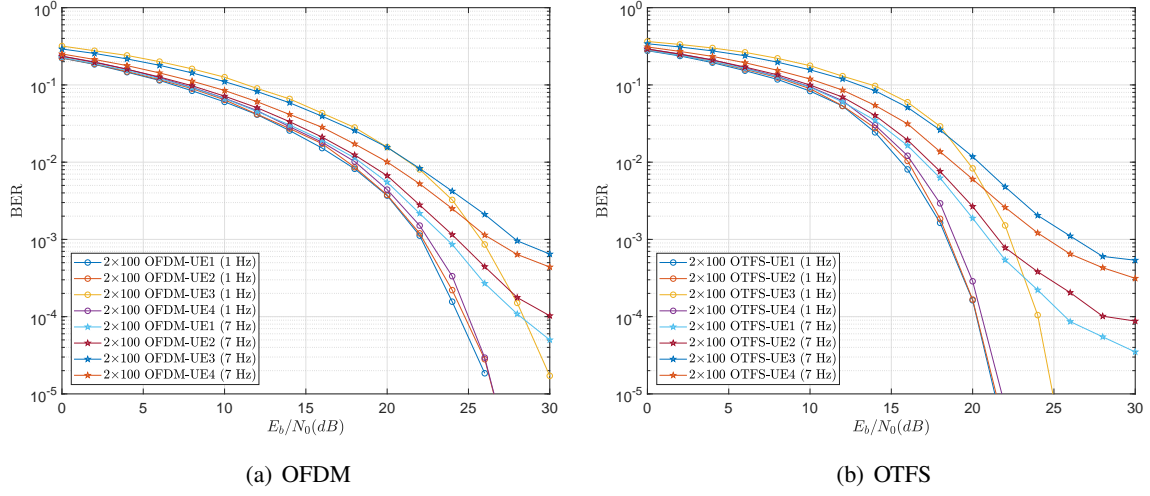 10^0
10^-1
10^-2
10^-3
10^-4
10^-5
BER
2×100 OFDM-UE1 (1 Hz)
2×100 OFDM-UE2 (1 Hz)
2×100 OFDM-UE3 (1 Hz)
2×100 OFDM-UE4 (1 Hz)
2×100 OFDM-UE1 (7 Hz)
2×100 OFDM-UE2 (7 Hz)
2×100 OFDM-UE3 (7 Hz)
2×100 OFDM-UE4 (7 Hz)
0 5 10 15 20 25 30
E_b/N_0(dB)
(a) OFDM
10^0
10^-1
10^-2
10^-3
10^-4
10^-5
BER
2×100 OTFS-UE1 (1 Hz)
2×100 OTFS-UE2 (1 Hz)
2×100 OTFS-UE3 (1 Hz)
2×100 OTFS-UE4 (1 Hz)
2×100 OTFS-UE1 (7 Hz)
2×100 OTFS-UE2 (7 Hz)
2×100 OTFS-UE3 (7 Hz)
2×100 OTFS-UE4 (7 Hz)
0 5 10 15 20 25 30
E_b/N_0(dB)
(b) OTFS